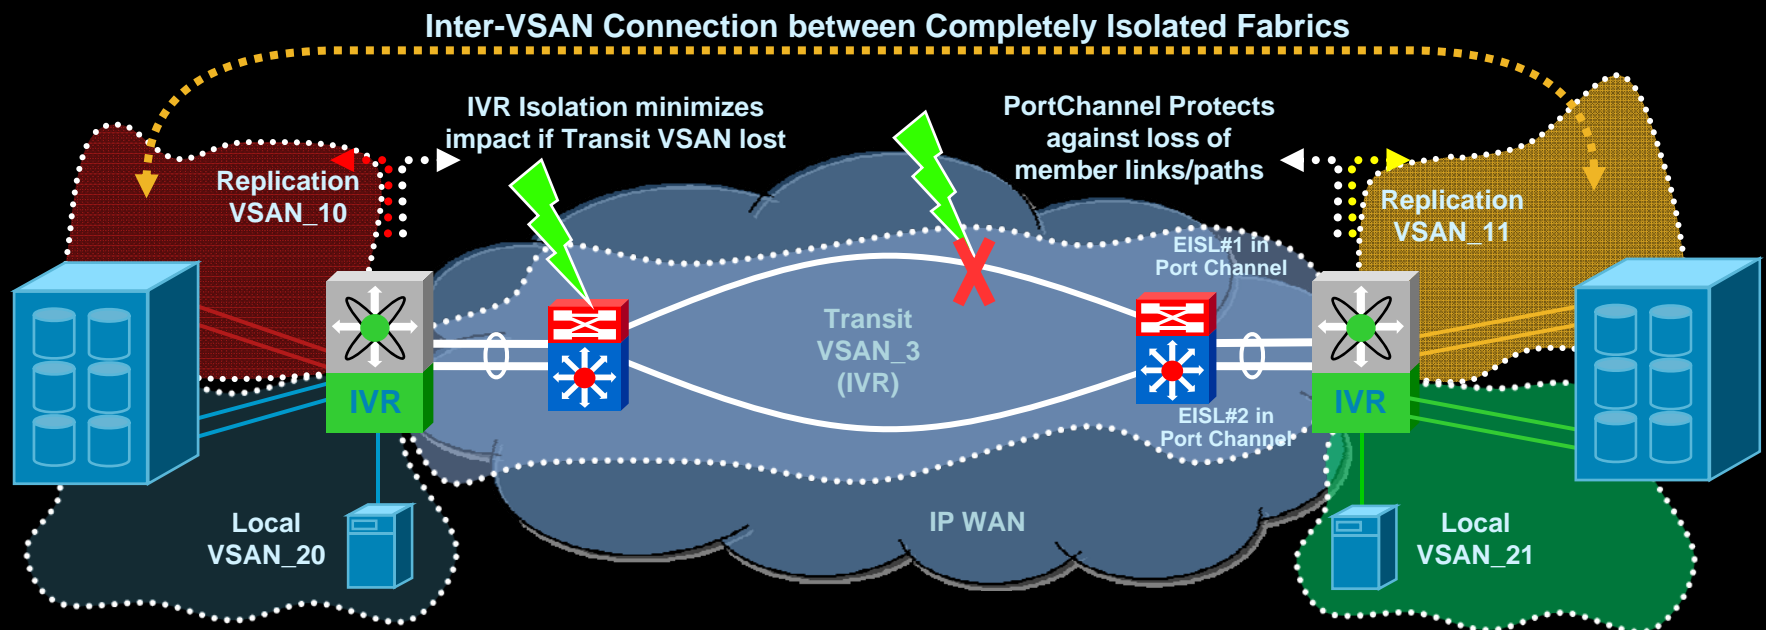 Inter-VSAN Connection between Completely Isolated Fabrics
IVR Isolation minimizes
impact if Transit VSAN lost
PortChannel Protects
against loss of
member links/paths
Replication
VSAN_10
Replication
VSAN_11
EISL#1 in
Port Channel
Transit
VSAN_3
(IVR)
IVR
IVR
EISL#2 in
Port Channel
IP WAN
Local
VSAN_20
Local
VSAN_21